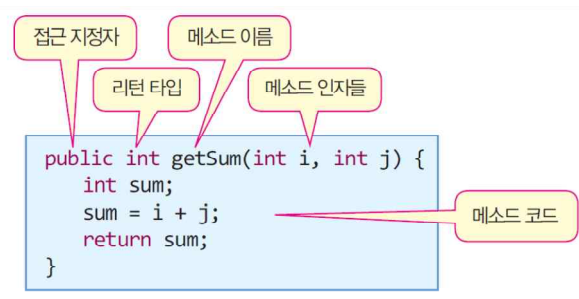 접근 지정자
메소드 이름
리턴 타입
메소드 인자들
public int getSum(int i, int j) {
int sum;
sum = i + j;
return sum;
}
메소드 코드